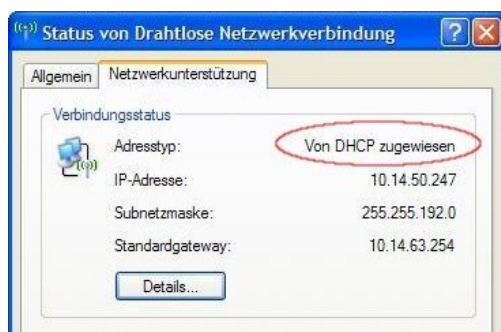 Status von Drahtlose Netzwerkverbindung
Allgemein Netzwerkunterstützung
Verbindungsstatus
Adresstyp: Von DHCP zugewiesen
IP-Adresse: 10.14.50.247
Subnetzmaske: 255.255.192.0
Standardgateway: 10.14.63.254
Details...